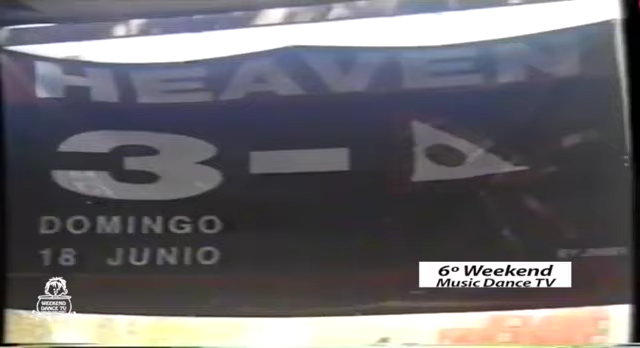 HEAVEN
3 -
DOMINGO
18 JUNIO
6º Weekend
Music Dance TV
WEEKEND
DANCE TV